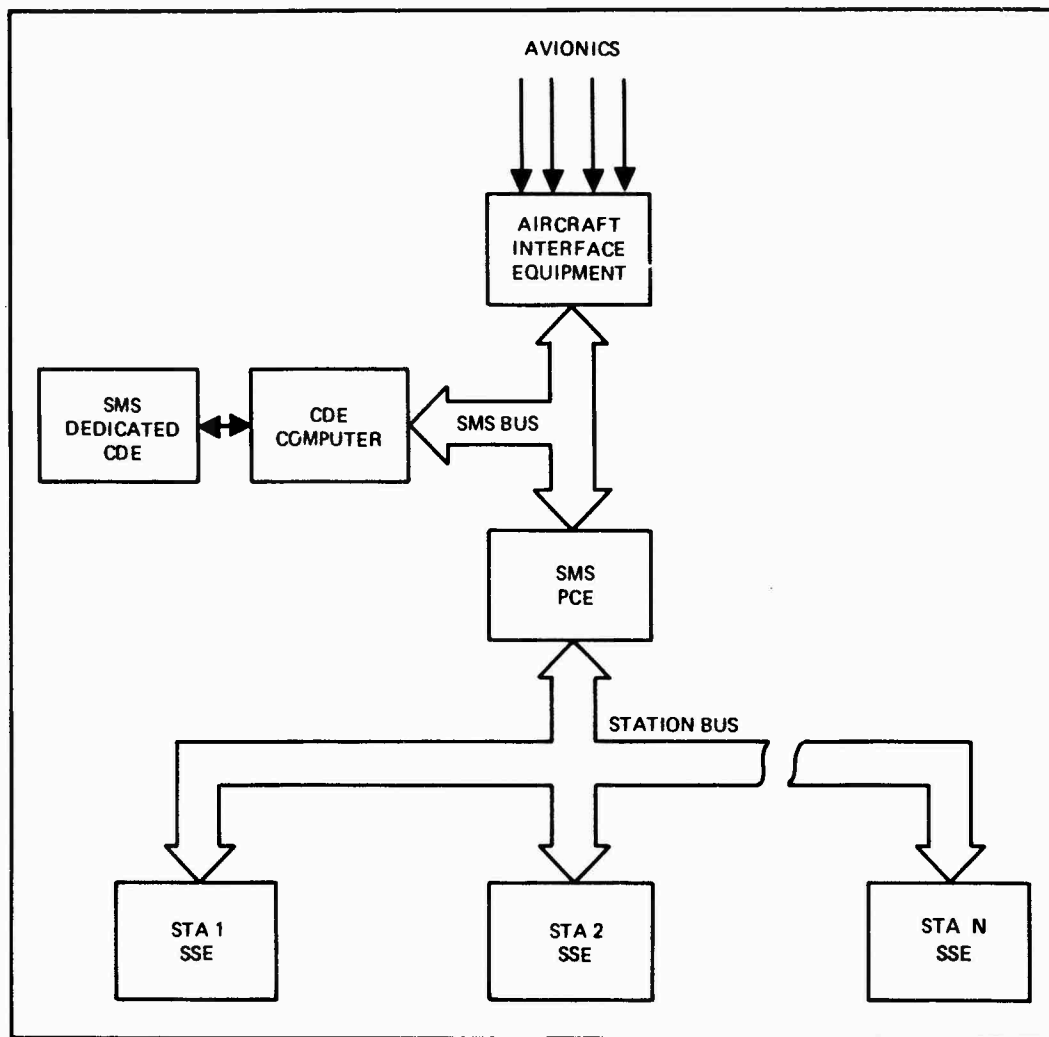 AVIONICS
AIRCRAFT
INTERFACE
EQUIPMENT
SMS
DEDICATED
CDE
CDE
COMPUTER
SMS BUS
SMS
PCE
STATION BUS
STA 1
SSE
STA 2
SSE
STA N
SSE